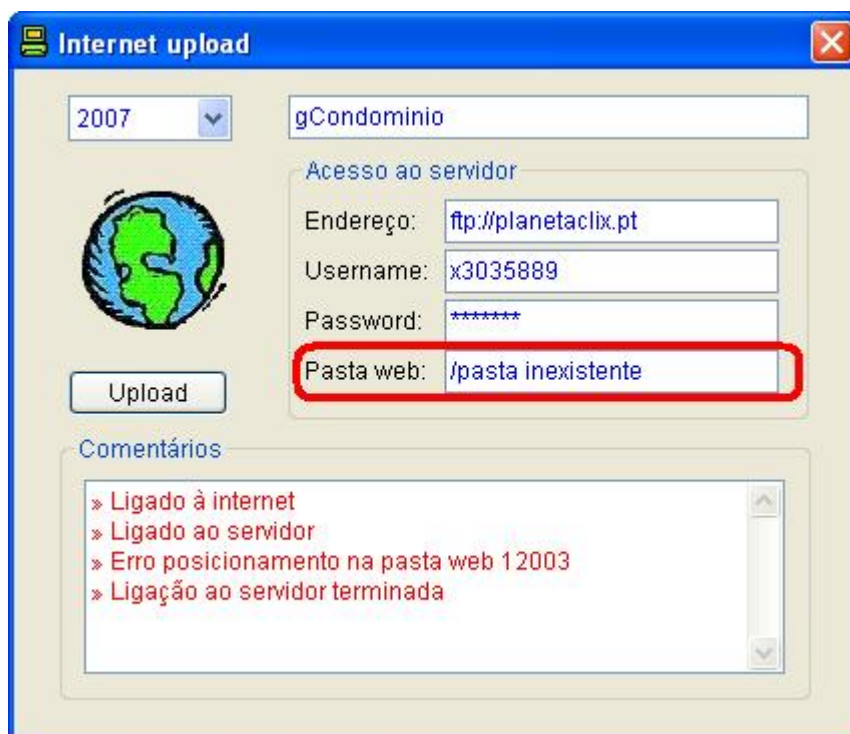 Internet upload
2007
gCondominio
Acesso ao servidor
Endereço: ftp://planetaclix.pt
Username: x3035889
Password: *******
Pasta web: /pasta inexistente
Upload
Comentários
» Ligado à internet
» Ligado ao servidor
» Erro posicionamento na pasta web 12003
» Ligação ao servidor terminada